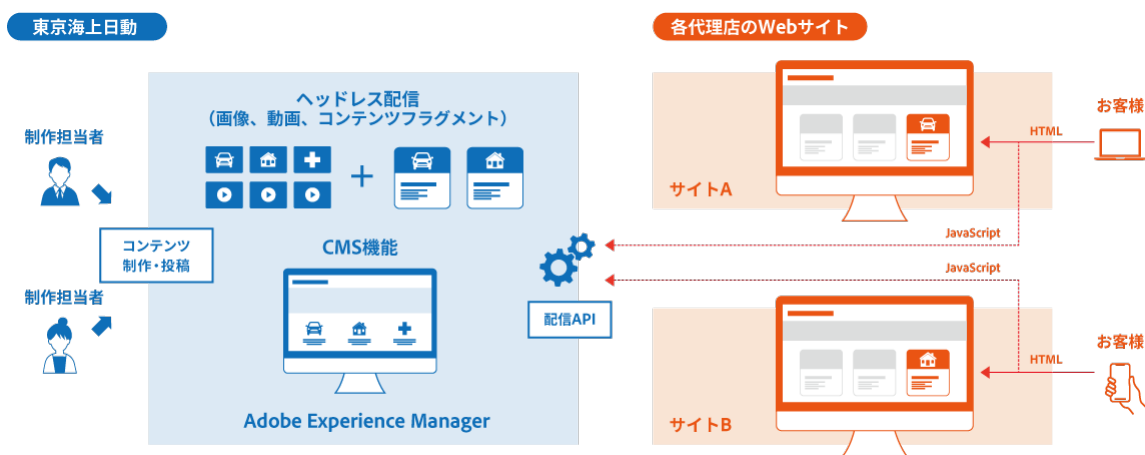 東京海上日動
各代理店のWebサイト
ヘッドレス配信
（画像、動画、コンテンツフラグメント）
制作担当者
コンテンツ
制作・投稿
制作担当者
CMS機能
Adobe Experience Manager
配信API
サイトA
HTML
お客様
JavaScript
JavaScript
サイトB
HTML
お客様